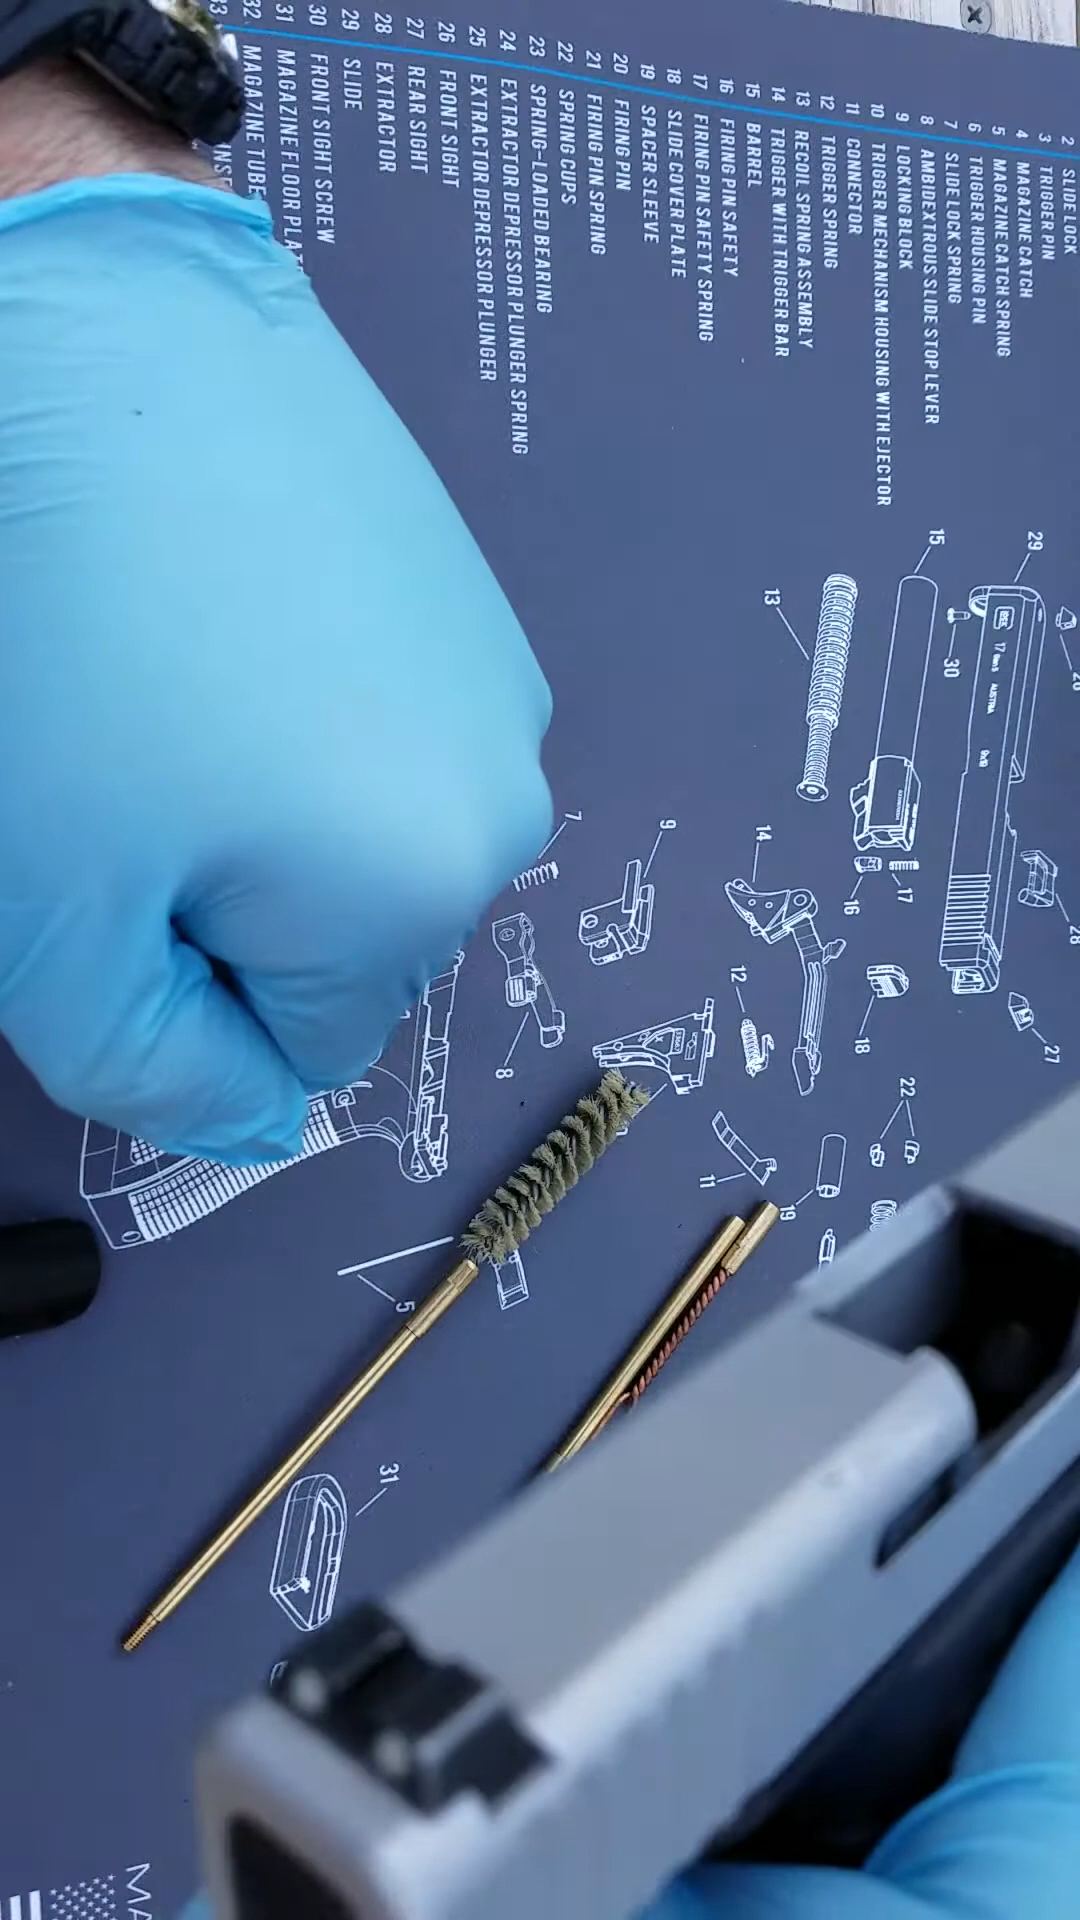 2 SLIDE LOCK
3 TRIGGER PIN
4 MAGAZINE CATCH
5 MAGAZINE CATCH SPRING
6 TRIGGER HOUSING PIN
7 SLIDE LOCK SPRING
8 AMBIDEXTROUS SLIDE STOP LEVER
9 LOCKING BLOCK
10 TRIGGER MECHANISM HOUSING WITH EJECTOR
11 CONNECTOR
12 TRIGGER SPRING
13 RECOIL SPRING ASSEMBLY
14 TRIGGER WITH TRIGGER BAR
15 BARREL
16 FIRING PIN SAFETY
17 FIRING PIN SAFETY SPRING
18 SLIDE COVER PLATE
19 SPACER SLEEVE
20 FIRING PIN
21 FIRING PIN SPRING
22 SPRING CUPS
23 SPRING-LOADED BEARING
24 EXTRACTOR DEPRESSOR PLUNGER SPRING
25 EXTRACTOR DEPRESSOR PLUNGER
26 FRONT SIGHT
27 REAR SIGHT
28 EXTRACTOR
29 SLIDE
30 FRONT SIGHT SCREW
31 MAGAZINE FLOOR PLATE
32 MAGAZINE TUBE
33
29
15
13
30
17 Gen5 AUSTRIA 9x19
7
9
14
16
17
28
12
18
27
8
22
11
19
5
31
MA